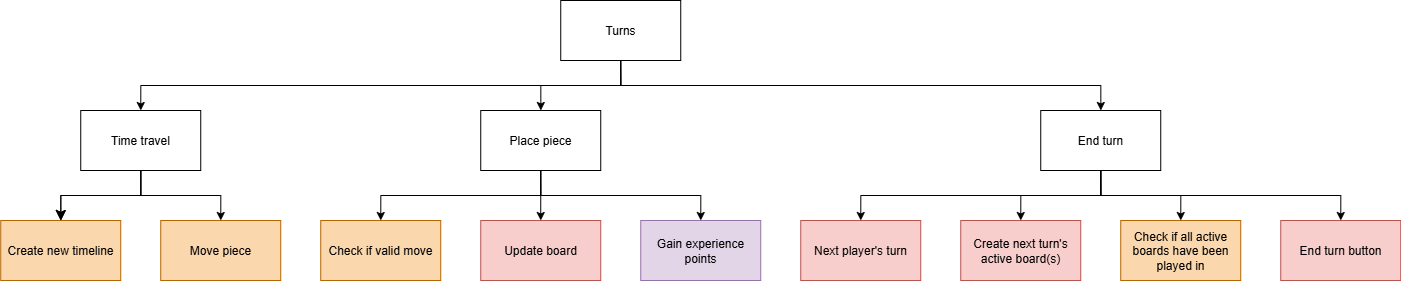 Turns
Time travel
Place piece
End turn
Create new timeline
Move piece
Check if valid move
Update board
Gain experience
points
Next player's turn
Create next turn's
active board(s)
Check if all active
boards have been
played in
End turn button